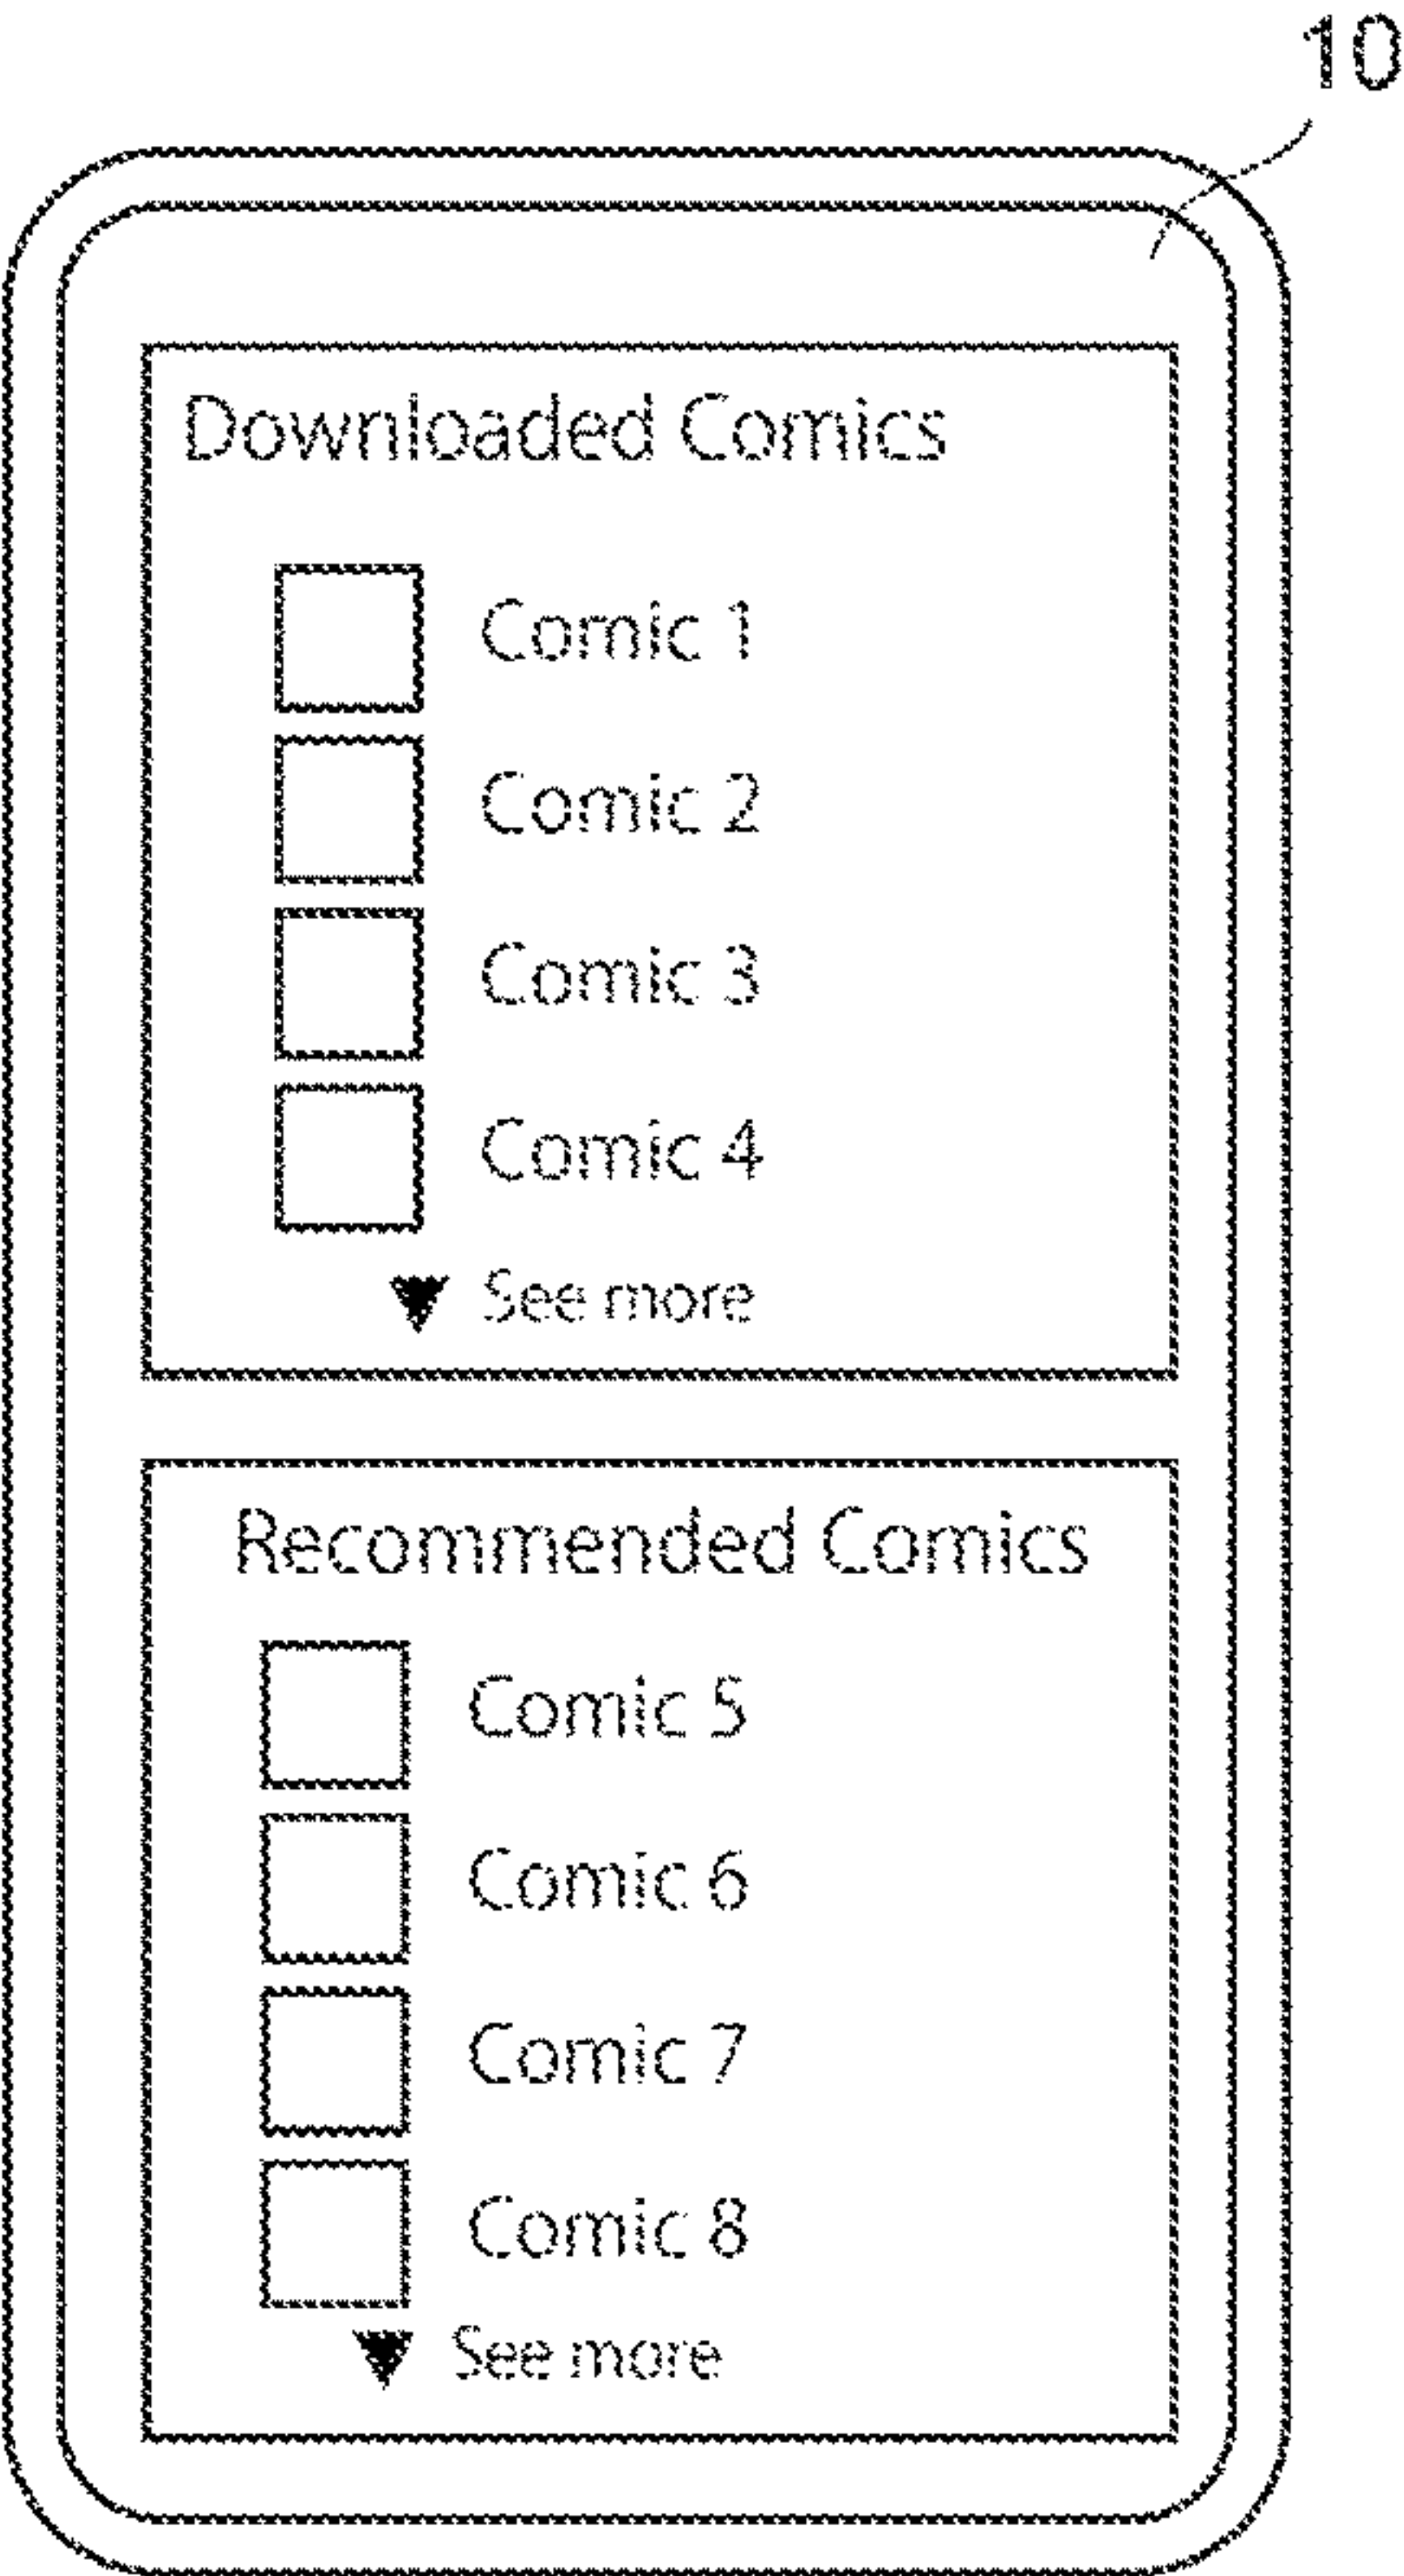 10
Downloaded Comics
Comic 1
Comic 2
Comic 3
Comic 4
See more
Recommended Comics
Comic 5
Comic 6
Comic 7
Comic 8
See more